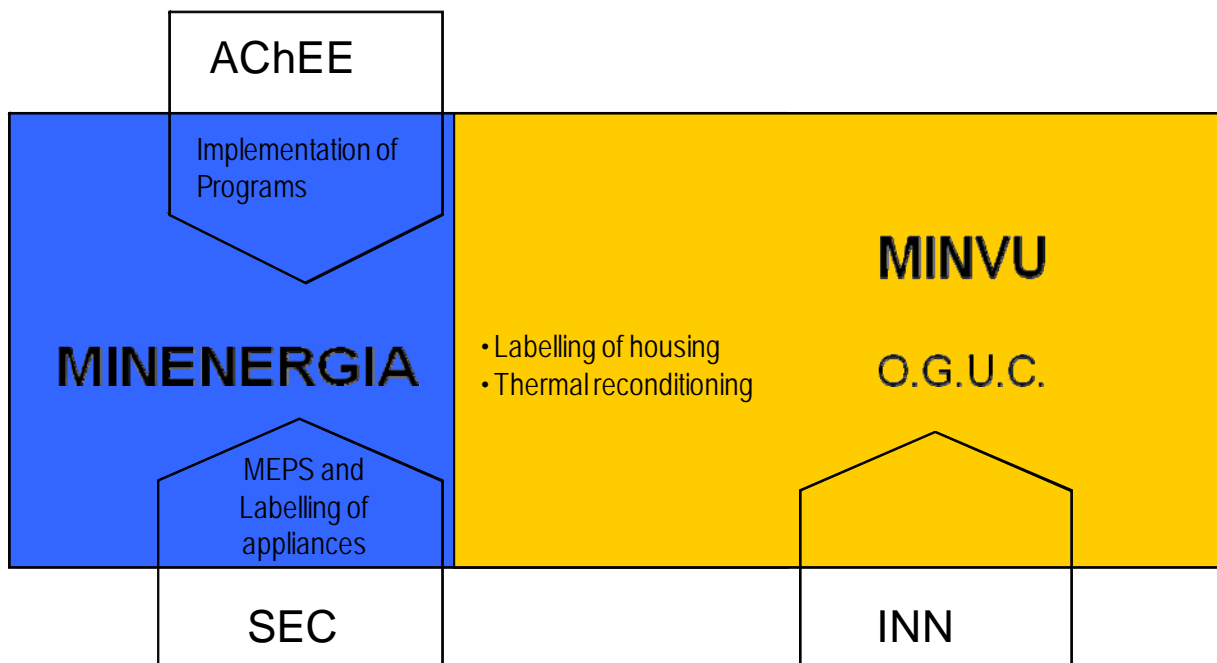 AChEE
Implementation of
Programs
MINENERGIA
MEPS and
Labelling of
appliances
SEC
• Labelling of housing
• Thermal reconditioning
MINVU
O.G.U.C.
INN